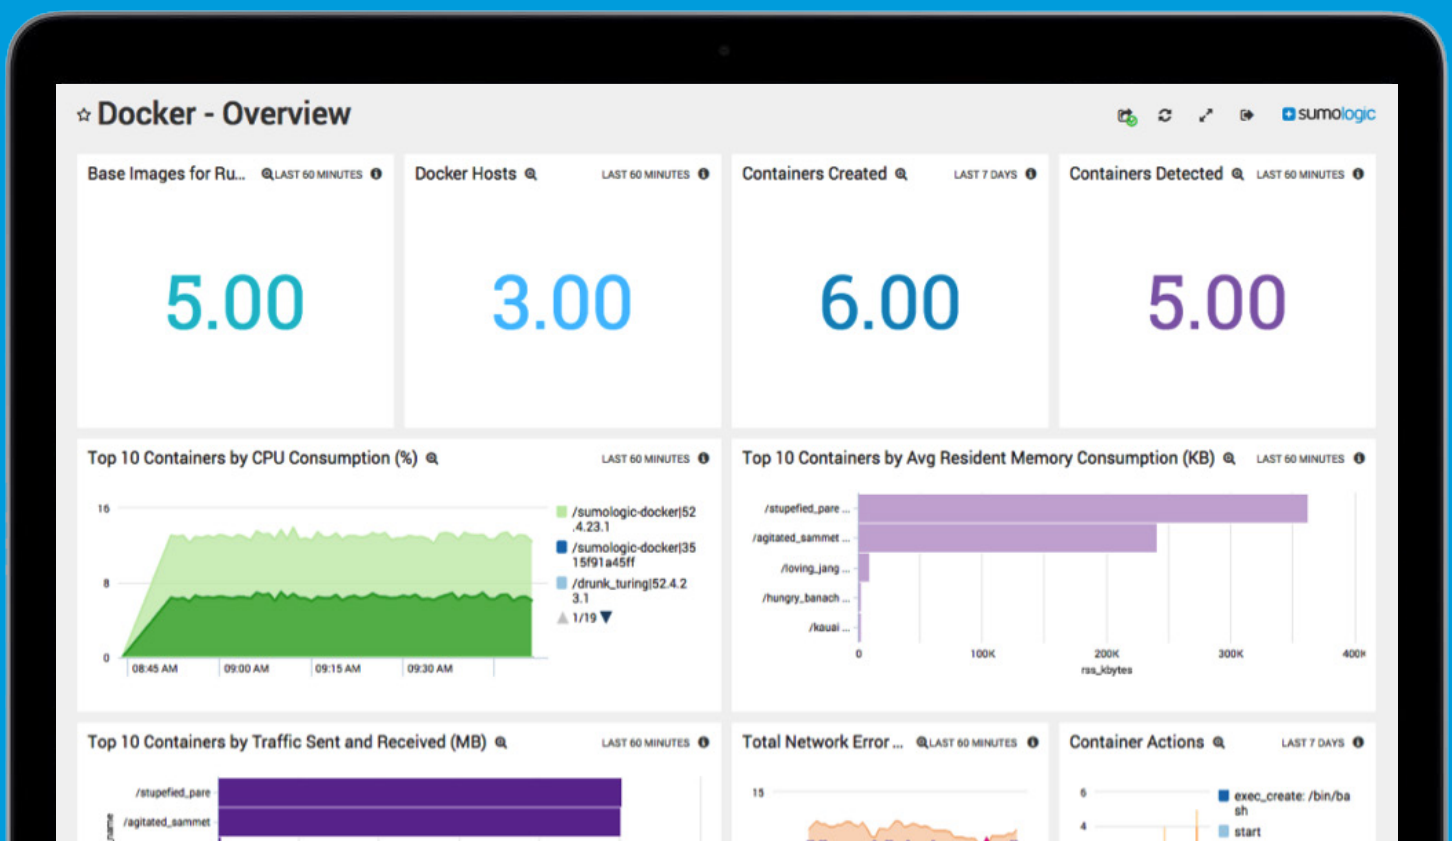 Docker - Overview
sumologic
Base Images for Ru... LAST 60 MINUTES
Docker Hosts LAST 60 MINUTES
Containers Created LAST 7 DAYS
Containers Detected LAST 60 MINUTES
5.00
3.00
6.00
5.00
Top 10 Containers by CPU Consumption (%) LAST 60 MINUTES
16
8
0
08:45 AM 09:00 AM 09:15 AM 09:30 AM
/sumologic-docker|52
.4.23.1
/sumologic-docker|35
15f91a45ff
/drunk_turing|52.4.2
3.1
1/19
Top 10 Containers by Avg Resident Memory Consumption (KB) LAST 60 MINUTES
/stupefied_pare ...
/agitated_sammet ...
/loving_jang ...
/hungry_banach ...
/kauai ...
0 100K 200K 300K 400K
rss_kbytes
Top 10 Containers by Traffic Sent and Received (MB) LAST 60 MINUTES
/stupefied_pare
/agitated_sammet
name
Total Network Error ... LAST 60 MINUTES
15
Container Actions LAST 7 DAYS
6
4
exec_create: /bin/ba
sh
start